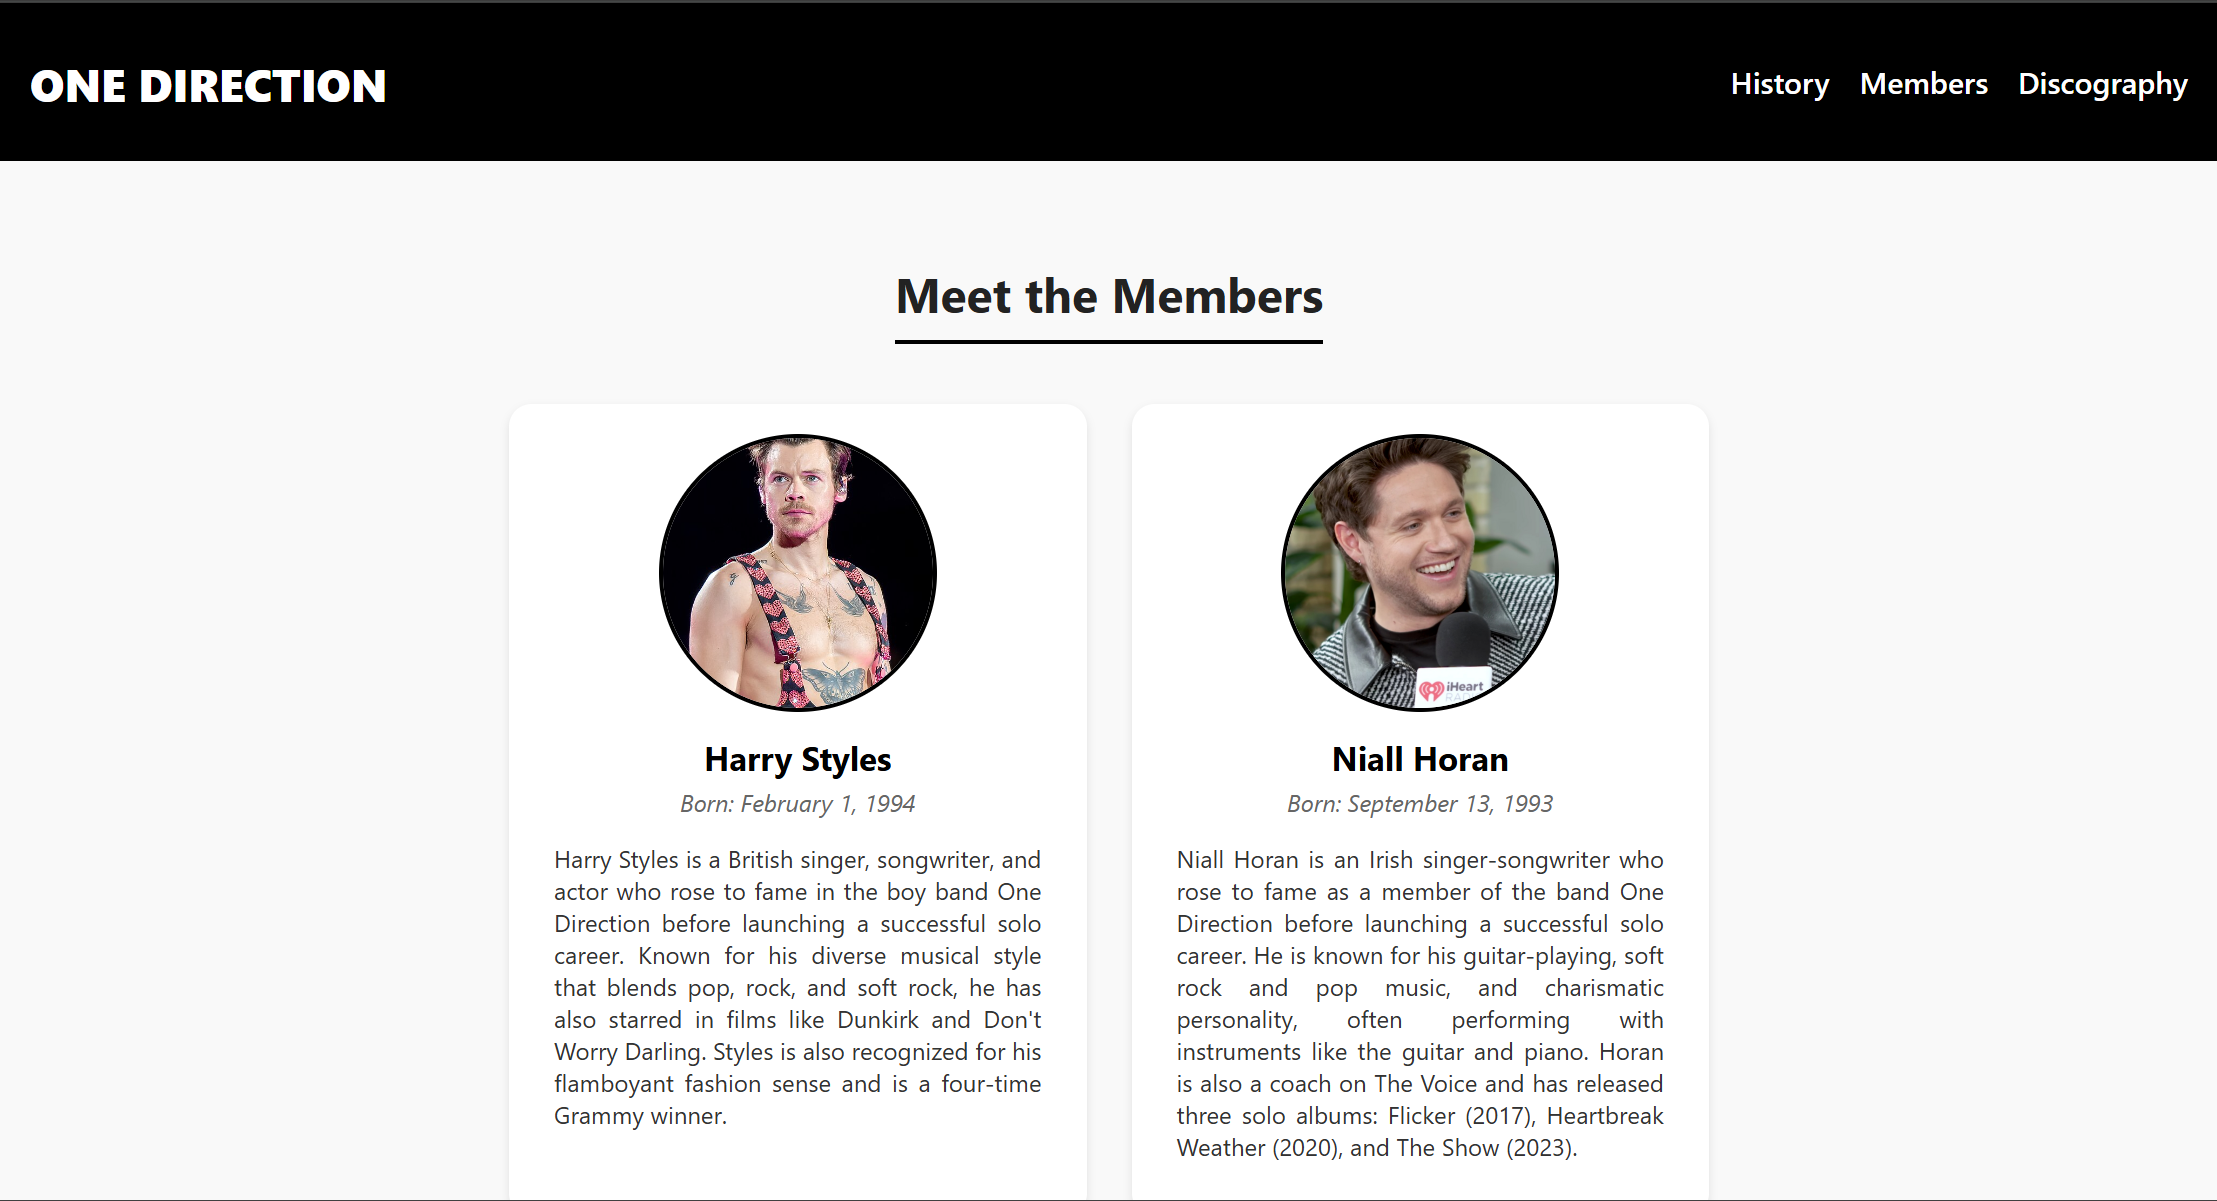 ONE DIRECTION
History Members Discography
Meet the Members
iHeart
RADIO
Harry Styles
Born: February 1, 1994
Harry Styles is a British singer, songwriter, and
actor who rose to fame in the boy band One
Direction before launching a successful solo
career. Known for his diverse musical style
that blends pop, rock, and soft rock, he has
also starred in films like Dunkirk and Don't
Worry Darling. Styles is also recognized for his
flamboyant fashion sense and is a four-time
Grammy winner.
Niall Horan
Born: September 13, 1993
Niall Horan is an Irish singer-songwriter who
rose to fame as a member of the band One
Direction before launching a successful solo
career. He is known for his guitar-playing, soft
rock and pop music, and charismatic
personality, often performing with
instruments like the guitar and piano. Horan
is also a coach on The Voice and has released
three solo albums: Flicker (2017), Heartbreak
Weather (2020), and The Show (2023).